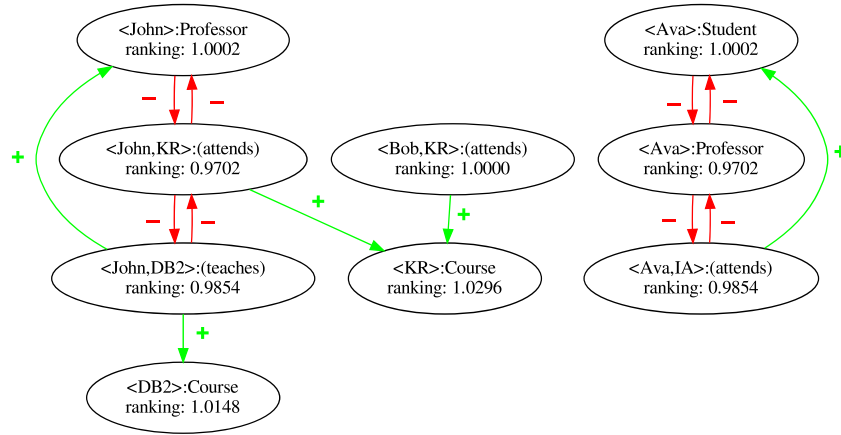 <John>:Professor
ranking: 1.0002
<Ava>:Student
ranking: 1.0002
−
−
−
−
+
<John,KR>:(attends)
ranking: 0.9702
<Bob,KR>:(attends)
ranking: 1.0000
<Ava>:Professor
ranking: 0.9702
+
−
−
+
+
−
−
<John,DB2>:(teaches)
ranking: 0.9854
<KR>:Course
ranking: 1.0296
<Ava,IA>:(attends)
ranking: 0.9854
+
<DB2>:Course
ranking: 1.0148